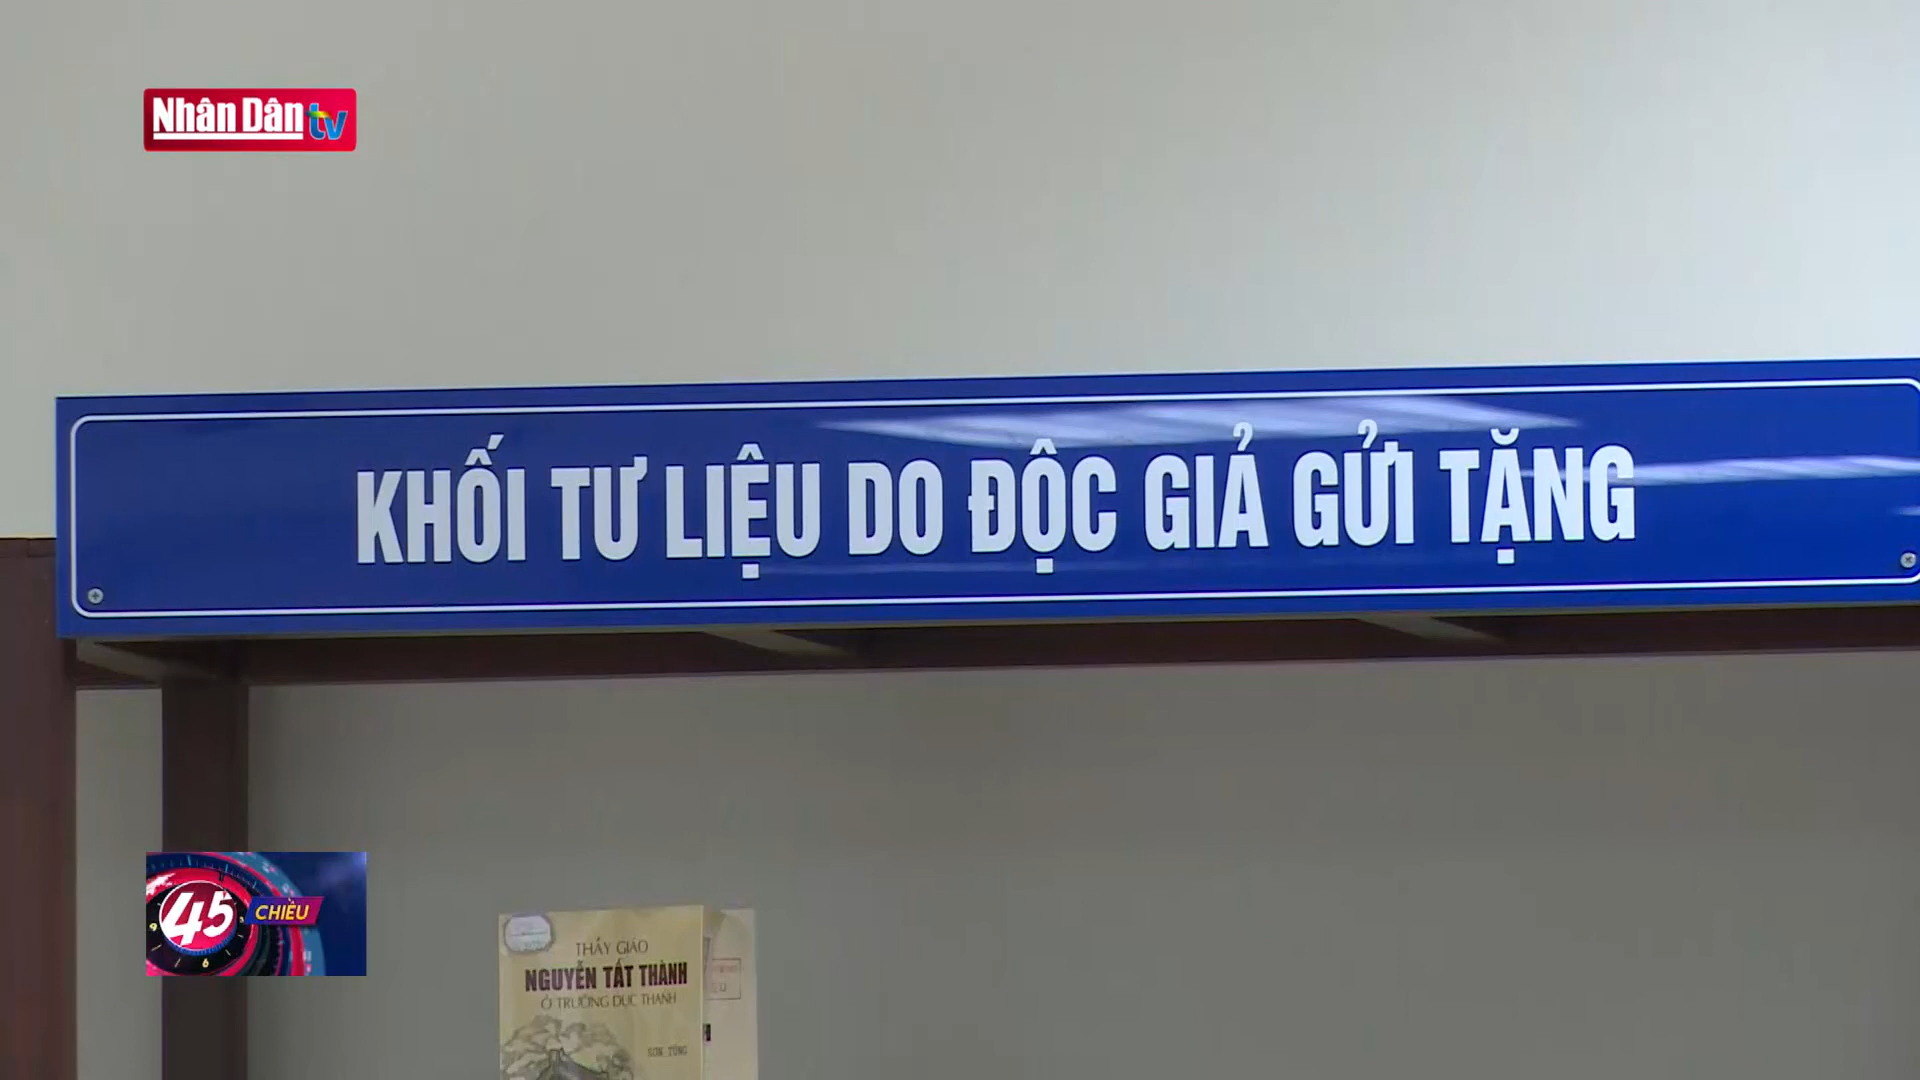 Nhân Dân tv
KHỐI TƯ LIỆU DO ĐỘC GIẢ GỬI TẶNG
45 CHIỀU
THẦY GIÁO
NGUYỄN TẤT THÀNH
Ở TRƯỜNG DỤC THANH
SƠN TÙNG